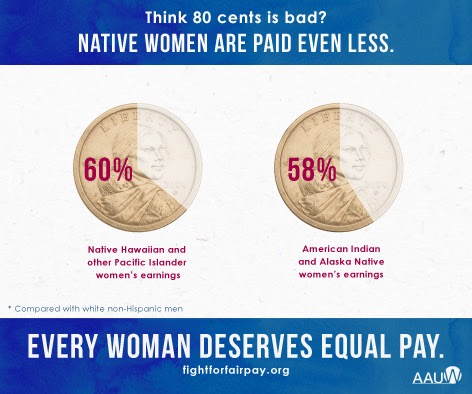 Think 80 cents is bad?
NATIVE WOMEN ARE PAID EVEN LESS.
LIBERTY
60%
LIBERTY
58%
Native Hawaiian and
other Pacific Islander
women's earnings
American Indian
and Alaska Native
women's earnings
* Compared with white non-Hispanic men
EVERY WOMAN DESERVES EQUAL PAY.
fightforfairpay.org
AAUW